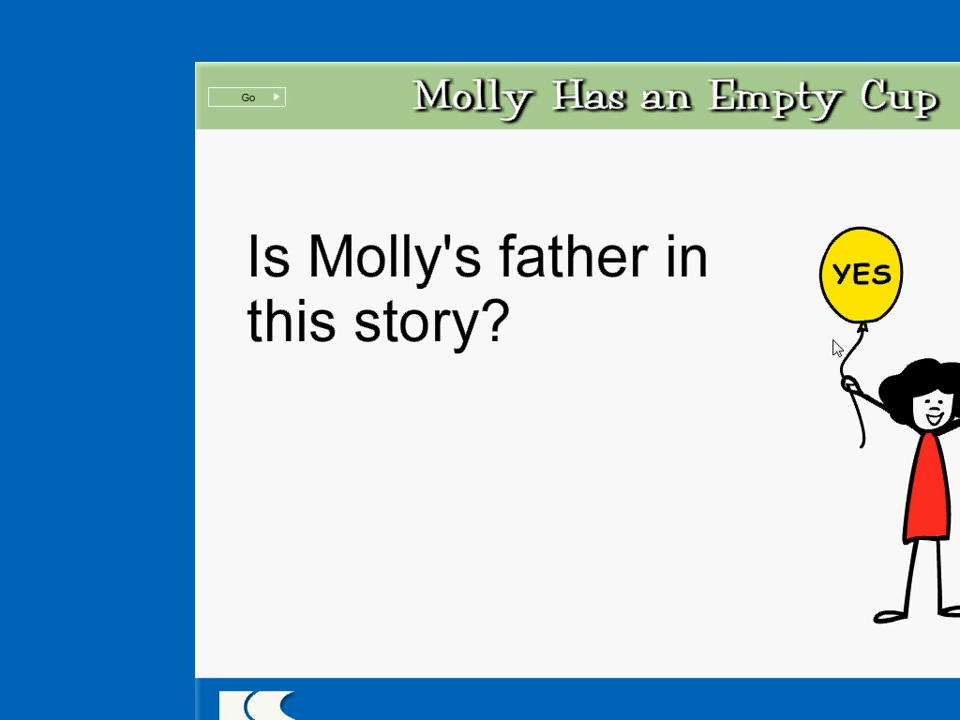 Go
Molly Has an Empty Cup
Is Molly's father in
this story?
YES